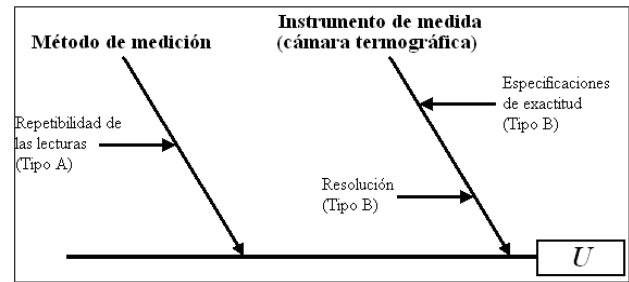 Método de medición
Instrumento de medida
(cámara termográfica)
Repetibilidad de
las lecturas
(Tipo A)
Especificaciones
de exactitud
(Tipo B)
Resolución
(Tipo B)
U